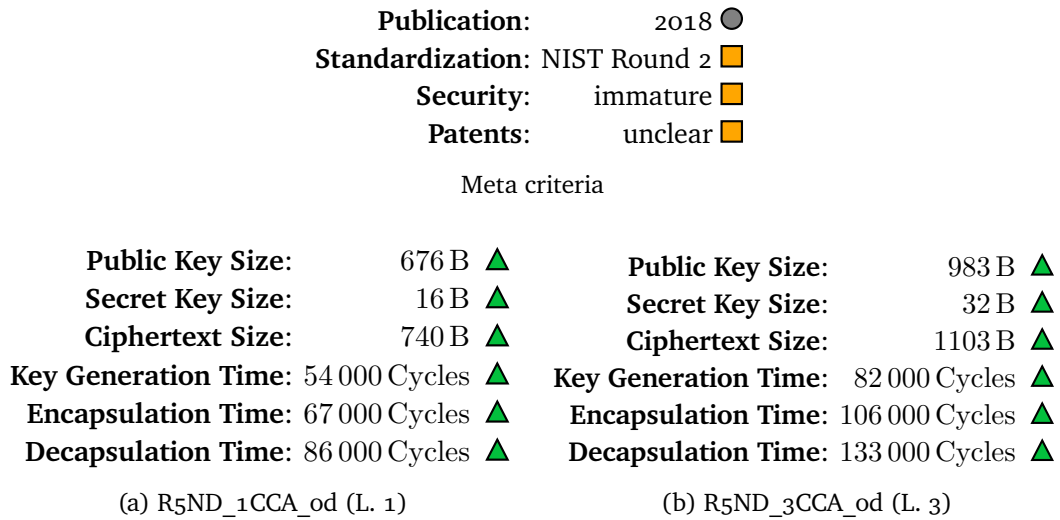 Publication: 2018
Standardization: NIST Round 2
Security: immature
Patents: unclear
Meta criteria
Public Key Size: 676 B
Secret Key Size: 16 B
Ciphertext Size: 740 B
Key Generation Time: 54 000 Cycles
Encapsulation Time: 67 000 Cycles
Decapsulation Time: 86 000 Cycles
(a) R5ND_1CCA_od (L. 1)
Public Key Size: 983 B
Secret Key Size: 32 B
Ciphertext Size: 1103 B
Key Generation Time: 82 000 Cycles
Encapsulation Time: 106 000 Cycles
Decapsulation Time: 133 000 Cycles
(b) R5ND_3CCA_od (L. 3)